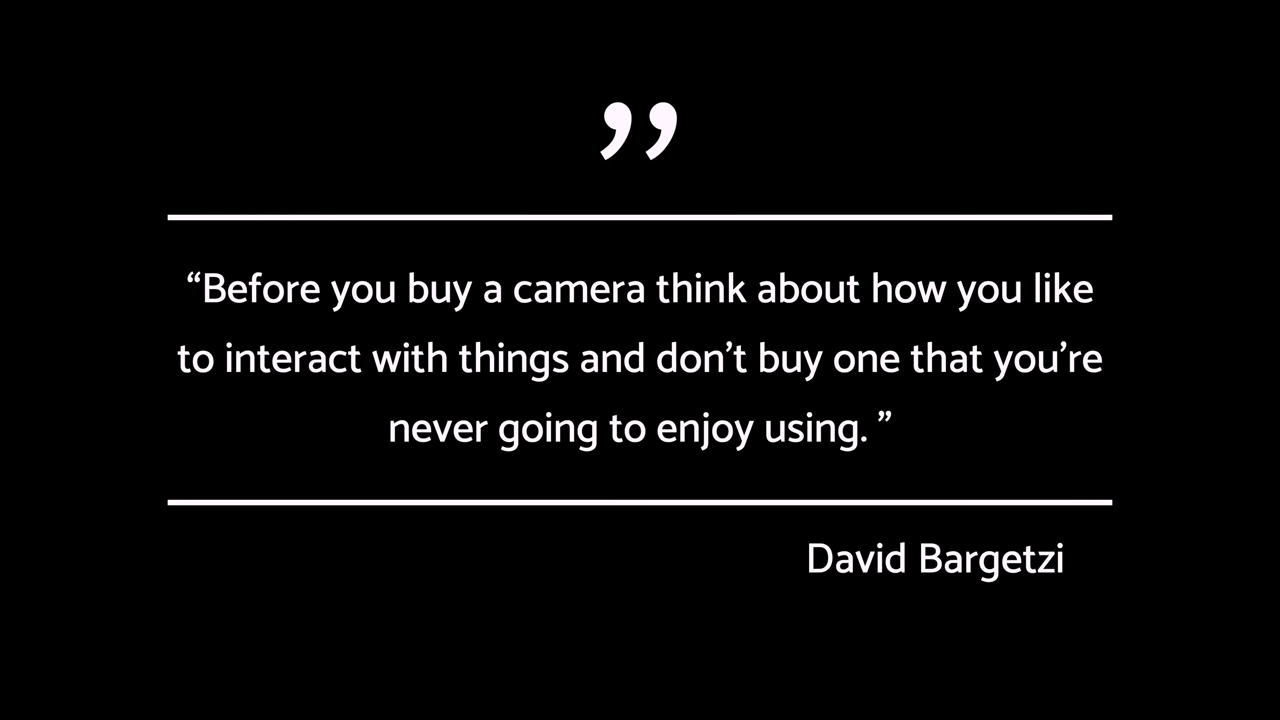 ”
“Before you buy a camera think about how you like
to interact with things and don’t buy one that you’re
never going to enjoy using. ”
David Bargetzi